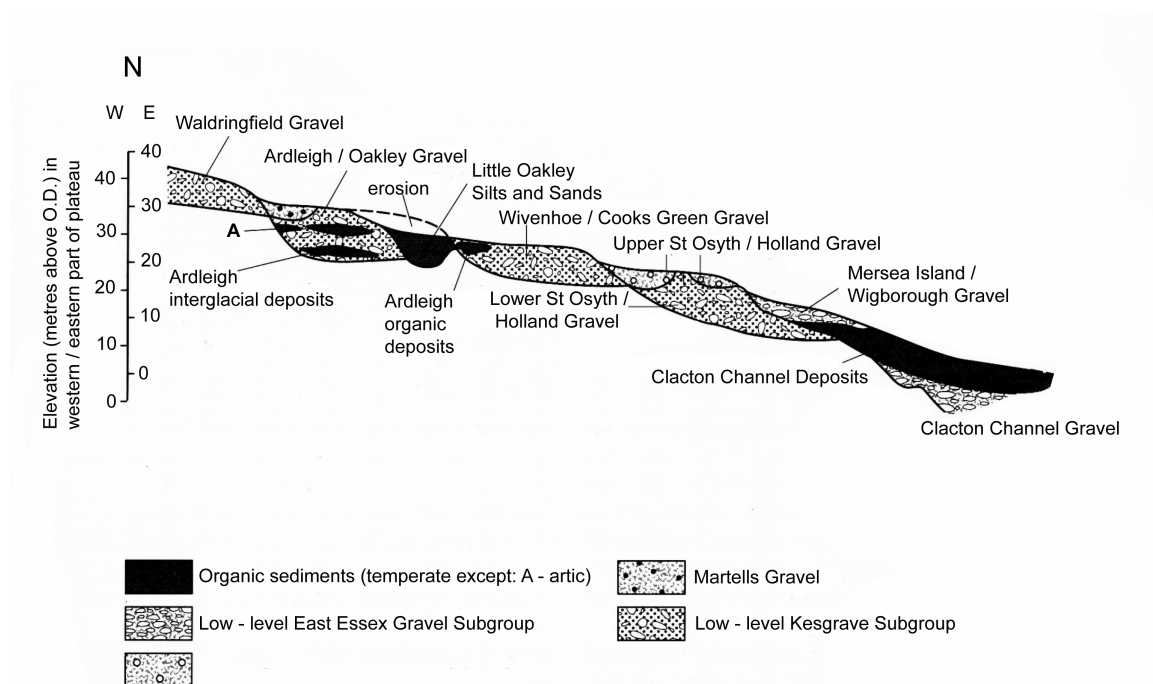 N
W E
Waldringfield Gravel
Ardleigh / Oakley Gravel
Little Oakley
Silts and Sands
erosion
Wivenhoe / Cooks Green Gravel
Upper St Osyth / Holland Gravel
Mersea Island /
Wigborough Gravel
A
Ardleigh
interglacial deposits
Ardleigh
organic
deposits
Lower St Osyth /
Holland Gravel
Clacton Channel Deposits
Clacton Channel Gravel
Elevation (metres above O.D.) in
western / eastern part of plateau
40
40
30
30
20
20
10
10
0
0
Organic sediments (temperate except: A - artic)
Martells Gravel
Low - level East Essex Gravel Subgroup
Low - level Kesgrave Subgroup